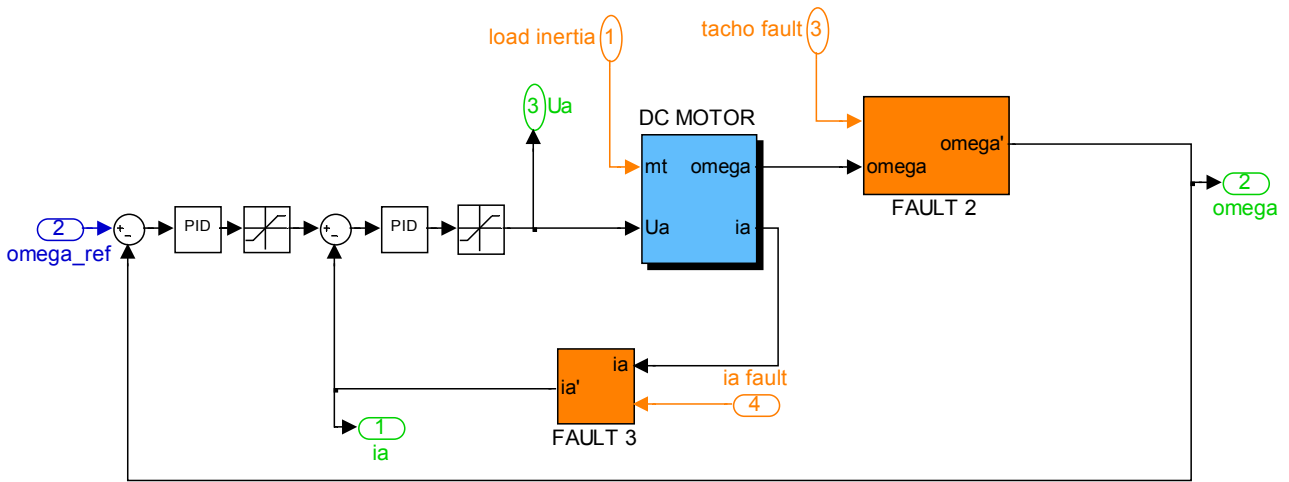 load inertia 1
tacho fault 3
3 Ua
DC MOTOR
mt
omega
Ua
ia
omega'
omega
FAULT 2
2
omega
2
omega_ref
+
-
PID
+
-
PID
ia
ia'
ia fault
4
FAULT 3
1
ia